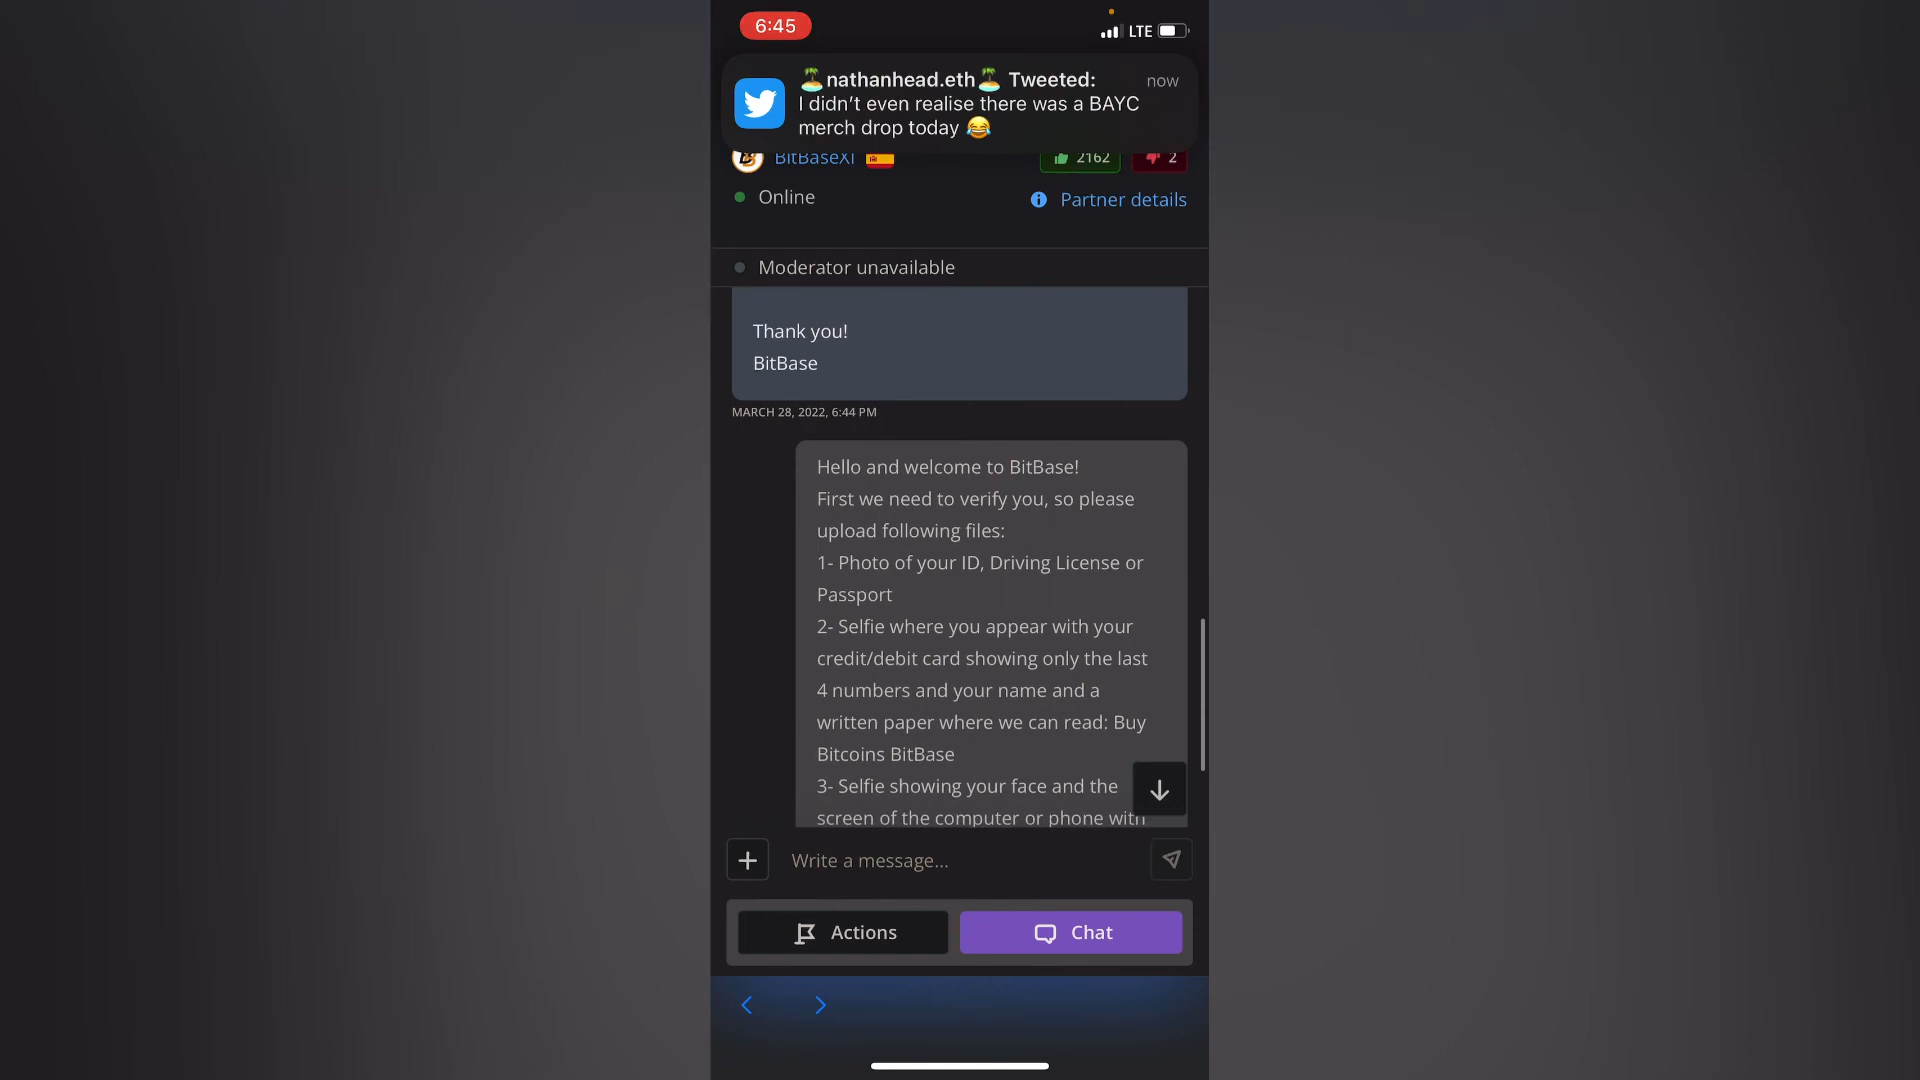 6:45
LTE
nathanhead.eth Tweeted:
now
I didn't even realise there was a BAYC
merch drop today
BitBaseXI
2162
2
Online
Partner details
Moderator unavailable
Thank you!
BitBase
MARCH 28, 2022, 6:44 PM
Hello and welcome to BitBase!
First we need to verify you, so please
upload following files:
1- Photo of your ID, Driving License or
Passport
2- Selfie where you appear with your
credit/debit card showing only the last
4 numbers and your name and a
written paper where we can read: Buy
Bitcoins BitBase
3- Selfie showing your face and the
screen of the computer or phone with
Write a message...
Actions
Chat